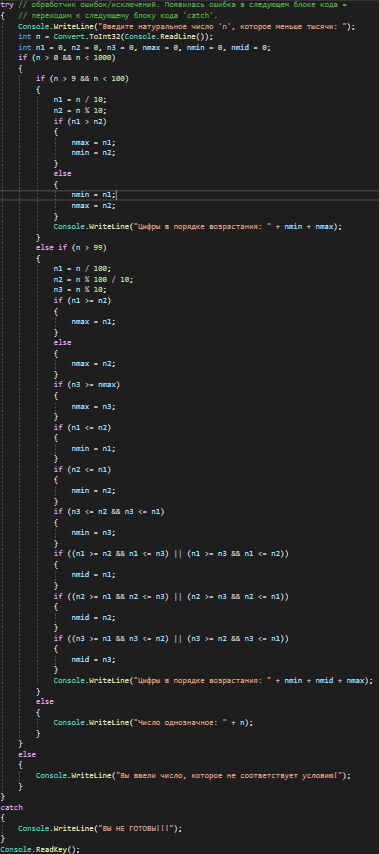 try // обработчик ошибок/исключений. Появилась ошибка в следующем блоке кода =
{ // переходим к следующему блоку кода 'catch'.
Console.WriteLine("Введите натуральное число 'n', которое меньше тысячи: ");
int n = Convert.ToInt32(Console.ReadLine());
int n1 = 0, n2 = 0, n3 = 0, nmax = 0, nmin = 0, nmid = 0;
if (n > 0 && n < 1000)
{
if (n > 9 && n < 100)
{
n1 = n / 10;
n2 = n % 10;
if (n1 > n2)
{
nmax = n1;
nmin = n2;
}
else
{
nmin = n1;
nmax = n2;
}
Console.WriteLine("Цифры в порядке возрастания: " + nmin + nmax);
}
else if (n > 99)
{
n1 = n / 100;
n2 = n % 100 / 10;
n3 = n % 10;
if (n1 >= n2)
{
nmax = n1;
}
else
{
nmax = n2;
}
if (n3 >= nmax)
{
nmax = n3;
}
if (n1 <= n2)
{
nmin = n1;
}
if (n2 <= n1)
{
nmin = n2;
}
if (n3 <= n2 && n3 <= n1)
{
nmin = n3;
}
if ((n1 >= n2 && n1 <= n3) || (n1 >= n3 && n1 <= n2))
{
nmid = n1;
}
if ((n2 >= n1 && n2 <= n3) || (n2 >= n3 && n2 <= n1))
{
nmid = n2;
}
if ((n3 >= n1 && n3 <= n2) || (n3 >= n2 && n3 <= n1))
{
nmid = n3;
}
Console.WriteLine("Цифры в порядке возрастания: " + nmin + nmid + nmax);
}
else
{
Console.WriteLine("Число однозначное: " + n);
}
}
else
{
Console.WriteLine("Вы ввели число, которое не соответствует условию!");
}
}
catch
{
Console.WriteLine("ВЫ НЕ ГОТОВЫ!!!");
}
Console.ReadKey();